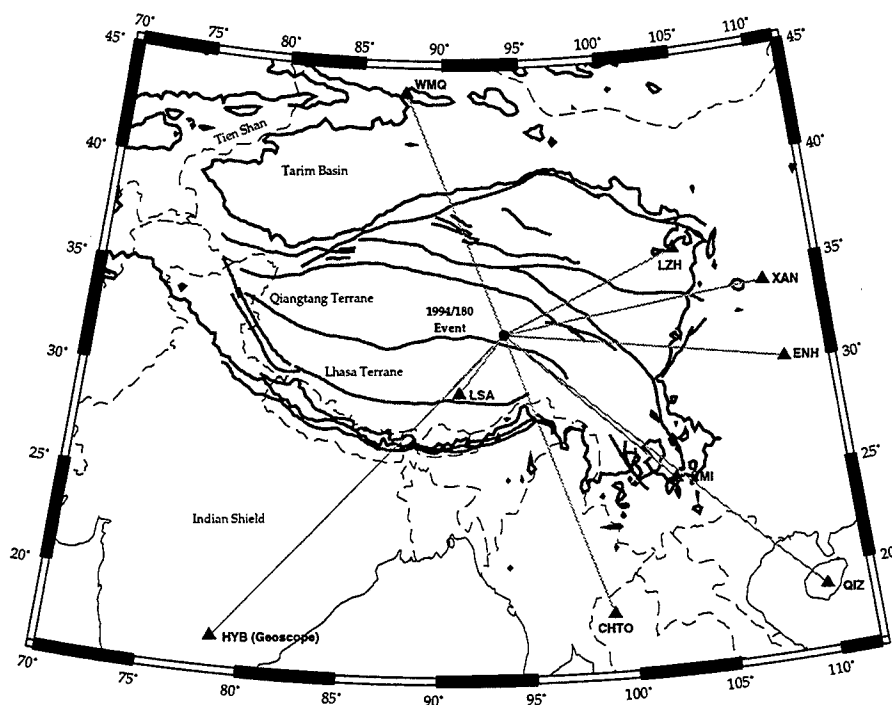 70°
75°
80°
85°
90°
95°
100°
105°
110°
45°
45°
WMQ
Tien Shan
40°
40°
Tarim Basin
35°
35°
LZH
XAN
Qiangtang Terrane
1994/180
Event
30°
30°
ENH
Lhasa Terrane
LSA
25°
25°
Indian Shield
20°
20°
QIZ
CHTO
HYB (Geoscope)
70°
75°
80°
85°
90°
95°
100°
105°
110°